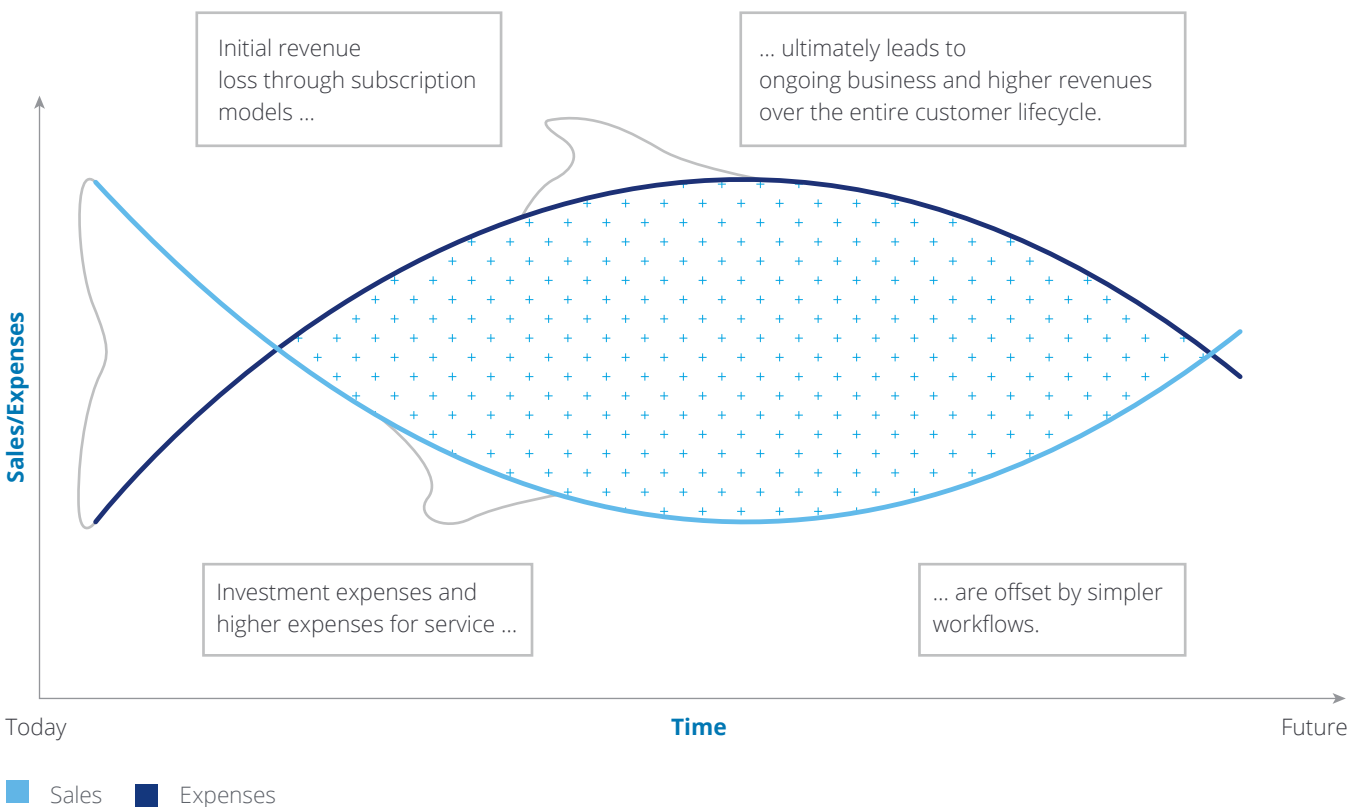 Initial revenue
loss through subscription
models ...
... ultimately leads to
ongoing business and higher revenues
over the entire customer lifecycle.
Sales/Expenses
Investment expenses and
higher expenses for service ...
... are offset by simpler
workflows.
Today
Time
Future
Sales
Expenses